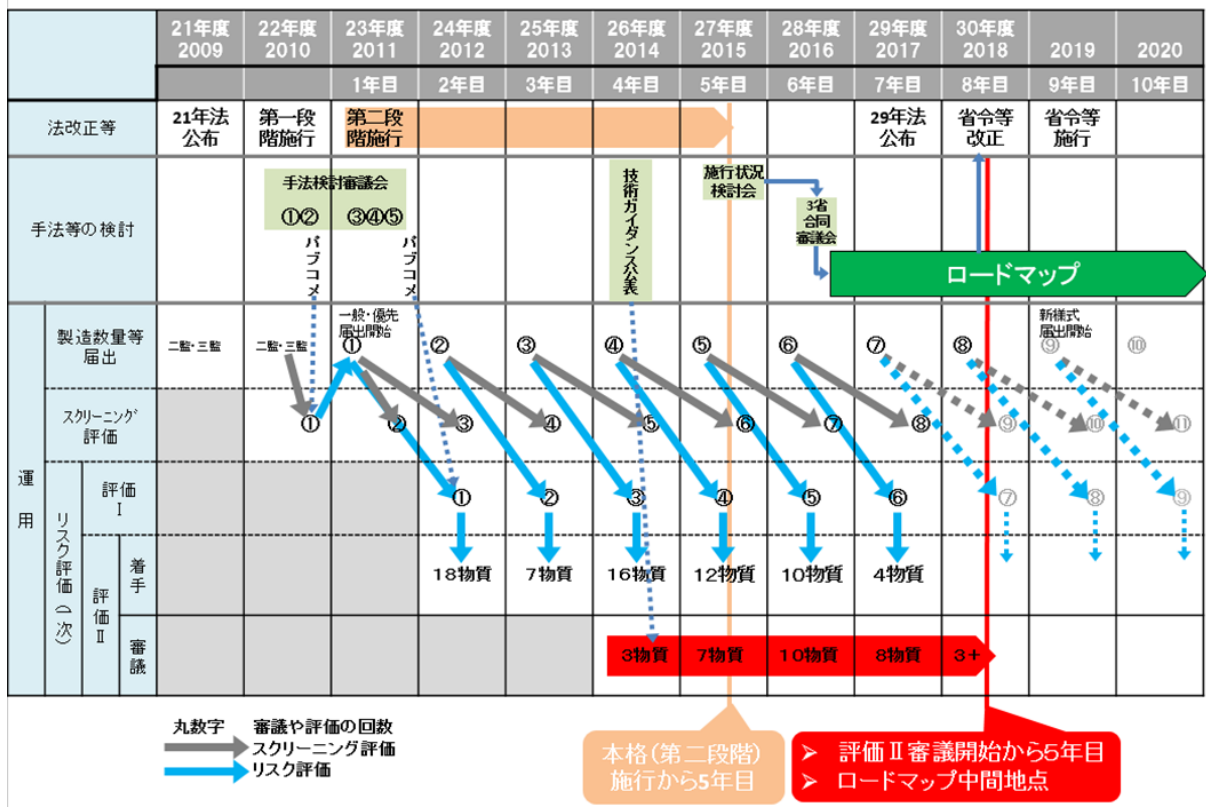 21年度 22年度 23年度 24年度 25年度 26年度 27年度 28年度 29年度 30年度
2009 2010 2011 2012 2013 2014 2015 2016 2017 2018 2019 2020
1年目 2年目 3年目 4年目 5年目 6年目 7年目 8年目 9年目 10年目
法改正等
21年法
公布
第一段
階施行
第二段
階施行
29年法
公布
省令等
改正
省令等
施行
手法等の検討
手法検討審議会
①② ③④⑤
パブコメ
パブコメ
技術ガイダンス公表
施行状況
検討会
3省
合同
審議会
ロードマップ
運用
製造数量等
届出
二監・三監
二監・三監
一般・優先
届出開始
① ② ③ ④ ⑤ ⑥ ⑦ ⑧
新様式
届出開始
⑨ ⑩
スクリーニング
評価
① ② ③ ④ ⑤ ⑥ ⑦ ⑧ ⑨ ⑩ ⑪
リスク評価(一次)
評価
Ⅰ
① ② ③ ④ ⑤ ⑥ ⑦ ⑧ ⑨
評価Ⅱ
着手
18物質 7物質 16物質 12物質 10物質 4物質
審議
3物質 7物質 10物質 8物質 3+
丸数字 審議や評価の回数
スクリーニング評価
リスク評価
本格(第二段階)
施行から5年目
➢ 評価Ⅱ審議開始から5年目
➢ ロードマップ中間地点